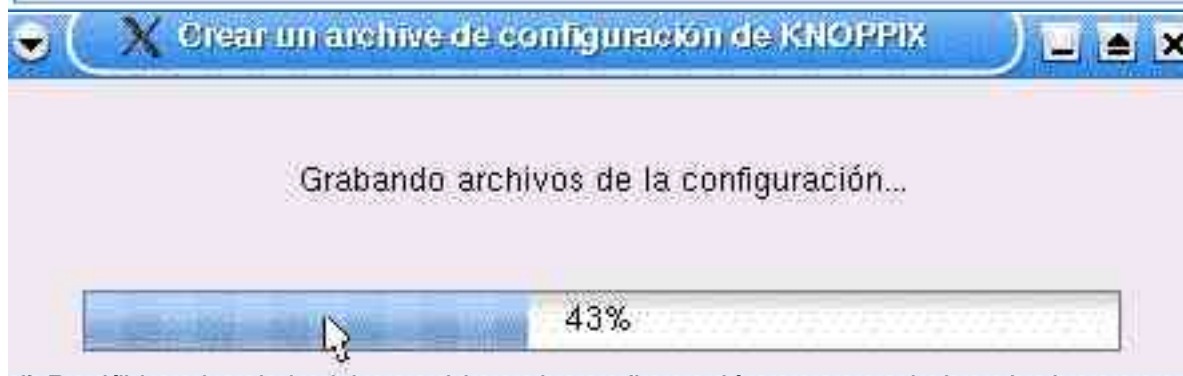 Crear un archive de configuración de KNOPPIX
Grabando archivos de la configuración...
43%